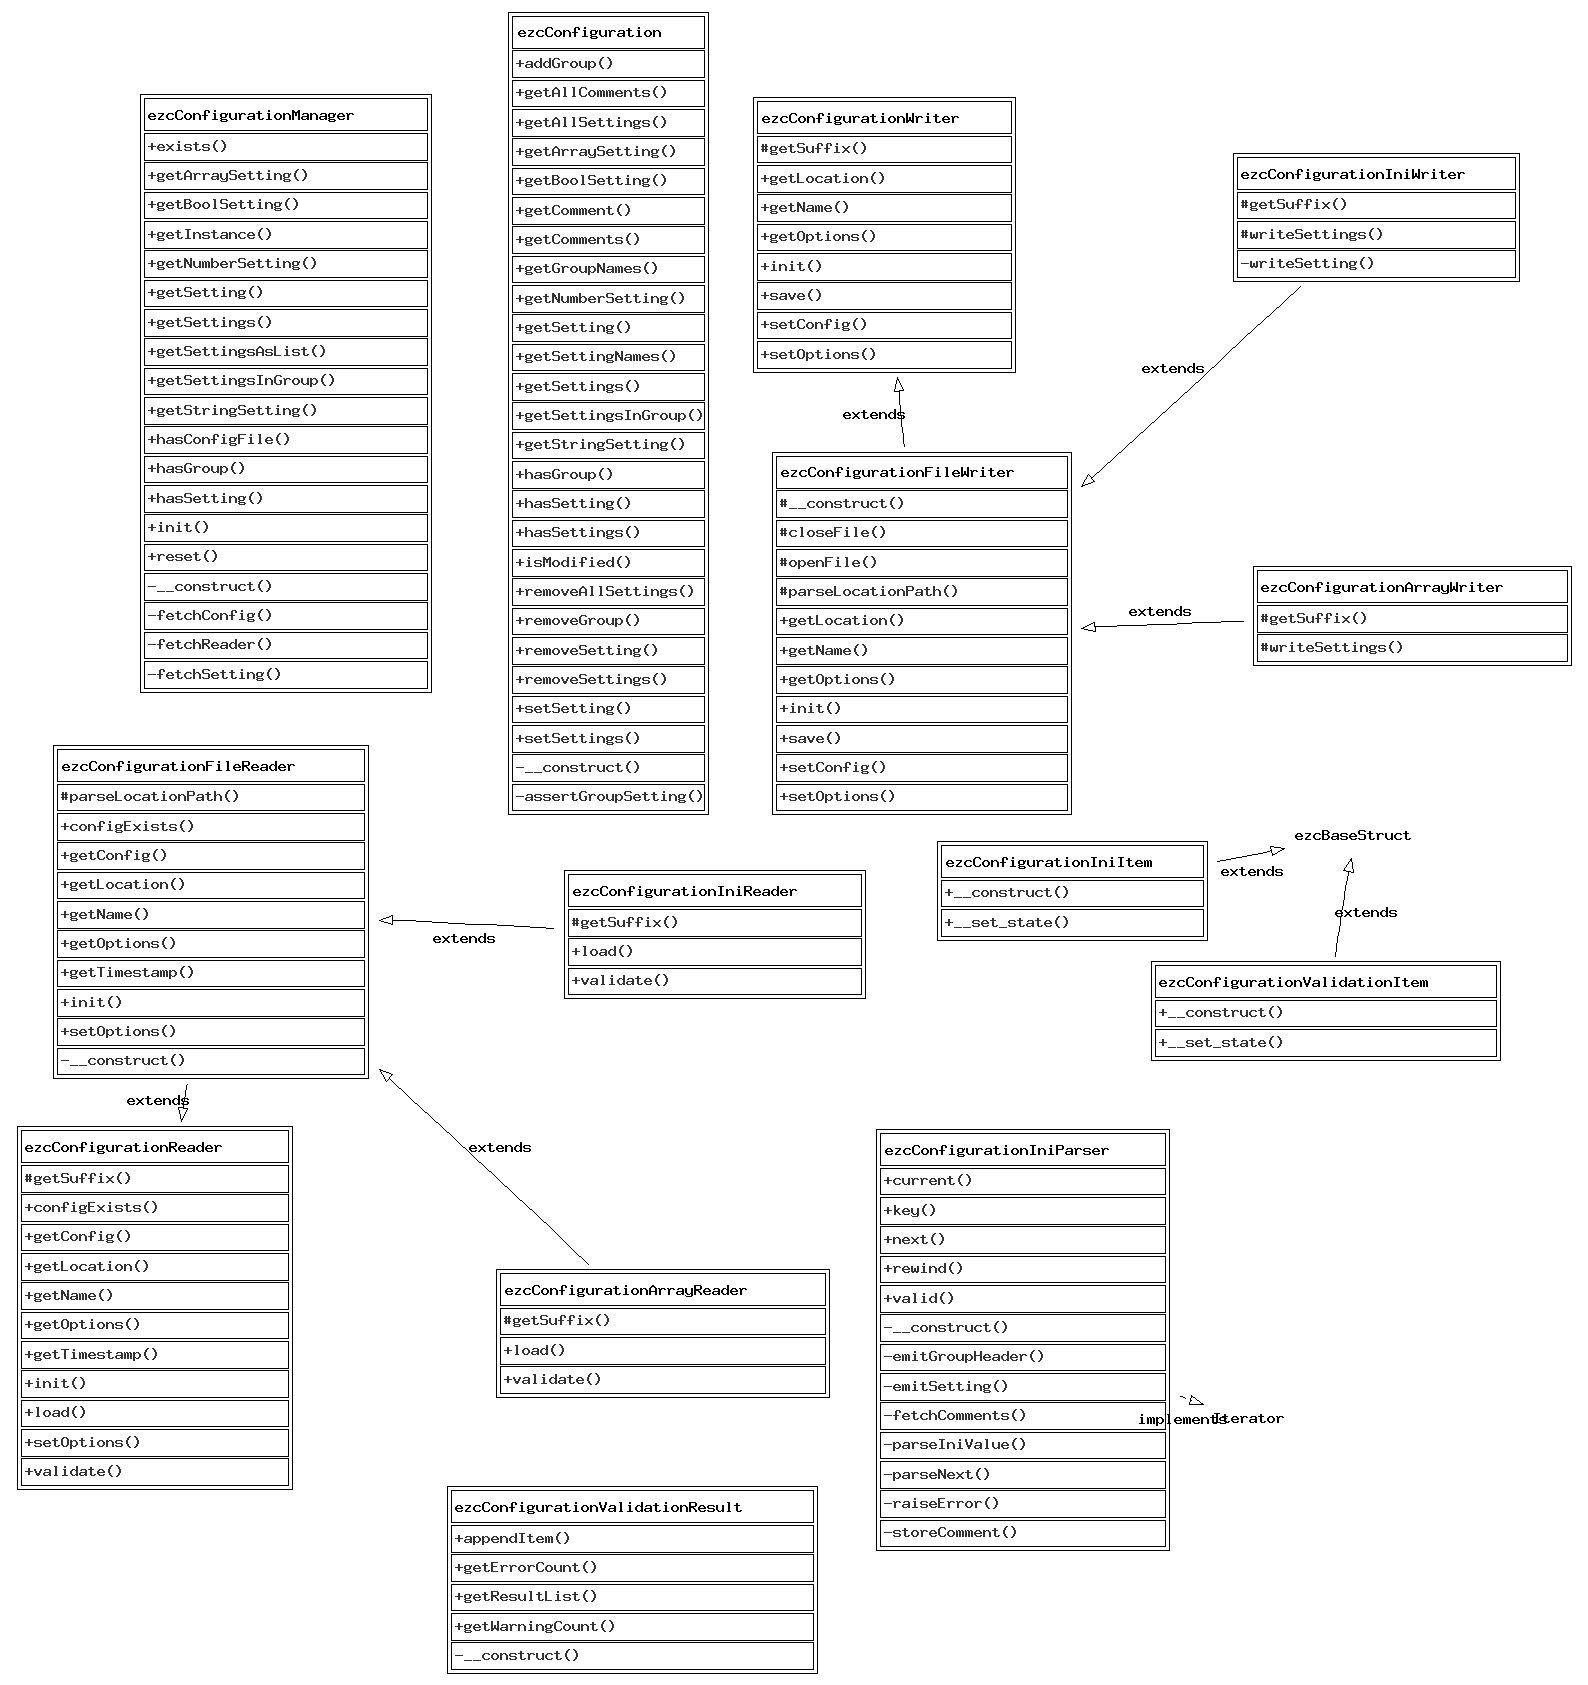 ezcConfigurationManager
+exists()
+getArraySetting()
+getBoolSetting()
+getInstance()
+getNumberSetting()
+getSetting()
+getSettings()
+getSettingsAsList()
+getSettingsInGroup()
+getStringSetting()
+hasConfigFile()
+hasGroup()
+hasSetting()
+init()
+reset()
-__construct()
-fetchConfig()
-fetchReader()
-fetchSetting()
ezcConfiguration
+addGroup()
+getAllComments()
+getAllSettings()
+getArraySetting()
+getBoolSetting()
+getComment()
+getComments()
+getGroupNames()
+getNumberSetting()
+getSetting()
+getSettingNames()
+getSettings()
+getSettingsInGroup()
+getStringSetting()
+hasGroup()
+hasSetting()
+hasSettings()
+isModified()
+removeAllSettings()
+removeGroup()
+removeSetting()
+removeSettings()
+setSetting()
+setSettings()
-__construct()
-assertGroupSetting()
ezcConfigurationWriter
#getSuffix()
+getLocation()
+getName()
+getOptions()
+init()
+save()
+setConfig()
+setOptions()
extends
ezcConfigurationIniWriter
#getSuffix()
#writeSettings()
-writeSetting()
extends
ezcConfigurationFileWriter
#__construct()
#closeFile()
#openFile()
#parseLocationPath()
+getLocation()
+getName()
+getOptions()
+init()
+save()
+setConfig()
+setOptions()
extends
ezcConfigurationArrayWriter
#getSuffix()
#writeSettings()
ezcConfigurationFileReader
#parseLocationPath()
+configExists()
+getConfig()
+getLocation()
+getName()
+getOptions()
+getTimestamp()
+init()
+setOptions()
-__construct()
extends
ezcConfigurationIniReader
#getSuffix()
+load()
+validate()
ezcConfigurationIniItem
+__construct()
+__set_state()
extends
ezcBaseStruct
extends
ezcConfigurationValidationItem
+__construct()
+__set_state()
extends
ezcConfigurationReader
#getSuffix()
+configExists()
+getConfig()
+getLocation()
+getName()
+getOptions()
+getTimestamp()
+init()
+load()
+setOptions()
+validate()
extends
ezcConfigurationArrayReader
#getSuffix()
+load()
+validate()
ezcConfigurationIniParser
+current()
+key()
+next()
+rewind()
+valid()
-__construct()
-emitGroupHeader()
-emitSetting()
-fetchComments()
-parseIniValue()
-parseNext()
-raiseError()
-storeComment()
implements
Iterator
ezcConfigurationValidationResult
+appendItem()
+getErrorCount()
+getResultList()
+getWarningCount()
-__construct()